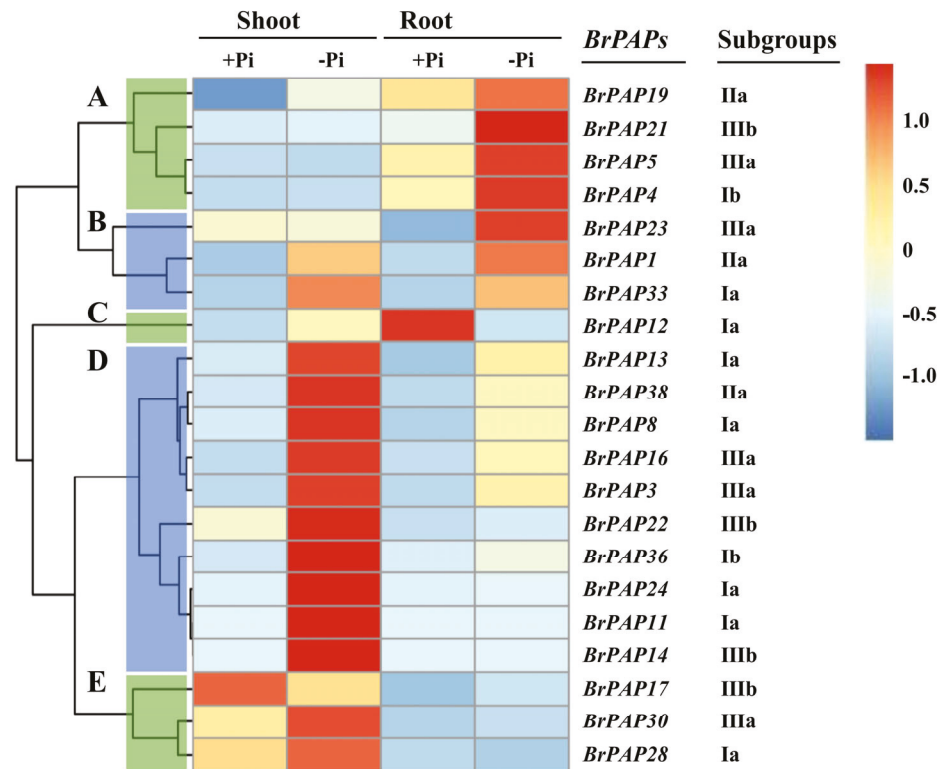 Shoot Root BrPAPs Subgroups
+Pi -Pi +Pi -Pi
A BrPAP19 IIa
BrPAP21 IIIb
BrPAP5 IIIa
BrPAP4 Ib
B BrPAP23 IIIa
BrPAP1 IIa
BrPAP33 Ia
C BrPAP12 Ia
D BrPAP13 Ia
BrPAP38 IIa
BrPAP8 Ia
BrPAP16 IIIa
BrPAP3 IIIa
BrPAP22 IIIb
BrPAP36 Ib
BrPAP24 Ia
BrPAP11 Ia
BrPAP14 IIIb
E BrPAP17 IIIb
BrPAP30 IIIa
BrPAP28 Ia
1.0
0.5
0
-0.5
-1.0